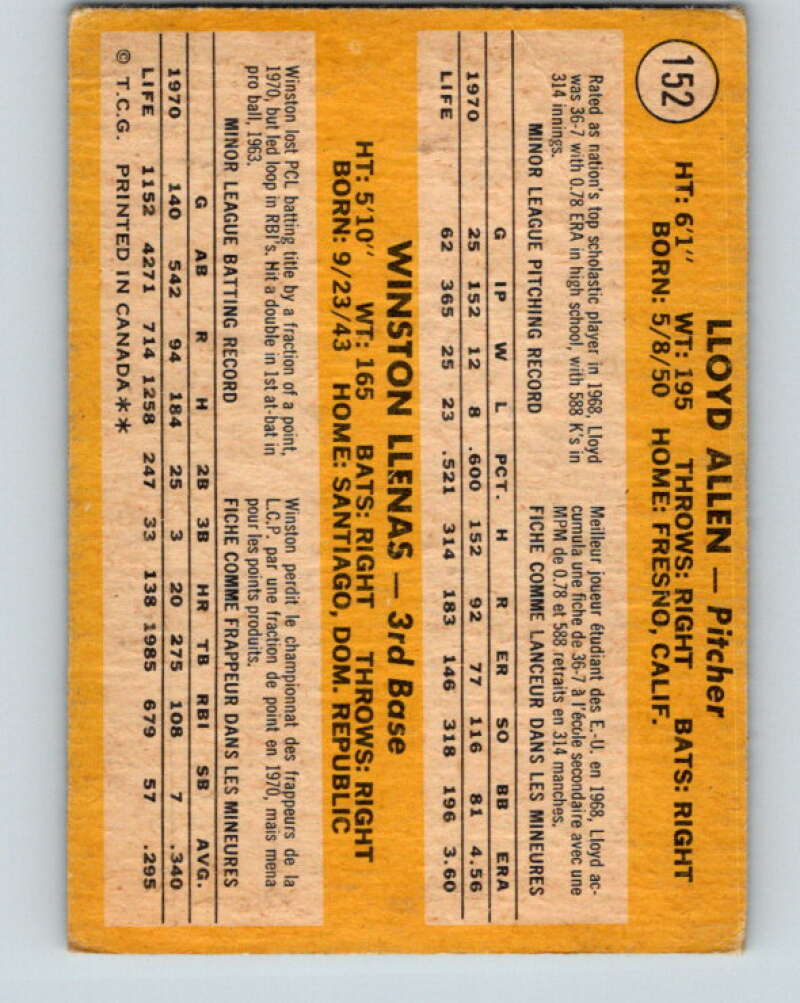 152
LLOYD ALLEN — Pitcher
HT: 6'1" WT: 195 THROWS: RIGHT BATS: RIGHT
BORN: 5/8/50 HOME: FRESNO, CALIF.
Rated as nation's top scholastic player in 1968, Lloyd
was 36-7 with 0.78 ERA in high school, with 588 K's in
314 innings.
Meilleur joueur étudiant des E.-U. en 1968, Lloyd ac-
cumula une fiche de 36-7 à l'école secondaire avec une
MPM de 0.78 et 588 retraits en 314 manches.
MINOR LEAGUE PITCHING RECORD FICHE COMME LANCEUR DANS LES MINEURES
G IP W L PCT. H R ER SO BB ERA
1970 25 152 12 8 .600 152 92 77 116 81 4.56
LIFE 62 365 25 23 .521 314 183 146 318 196 3.60
WINSTON LLENAS — 3rd Base
HT: 5'10" WT: 165 BATS: RIGHT THROWS: RIGHT
BORN: 9/23/43 HOME: SANTIAGO, DOM. REPUBLIC
Winston lost PCL batting title by a fraction of a point,
1970, but led loop in RBI's. Hit a double in 1st at-bat in
pro ball, 1963.
Winston perdit le championnat des frappeurs de la
L.C.P. par une fraction de point en 1970, mais mena
pour les points produits.
MINOR LEAGUE BATTING RECORD FICHE COMME FRAPPEUR DANS LES MINEURES
G AB R H 2B 3B HR TB RBI SB AVG.
1970 140 542 94 184 25 3 20 275 108 7 .340
LIFE 1152 4271 714 1258 247 33 138 1985 679 57 .295
© T.C.G. PRINTED IN CANADA**